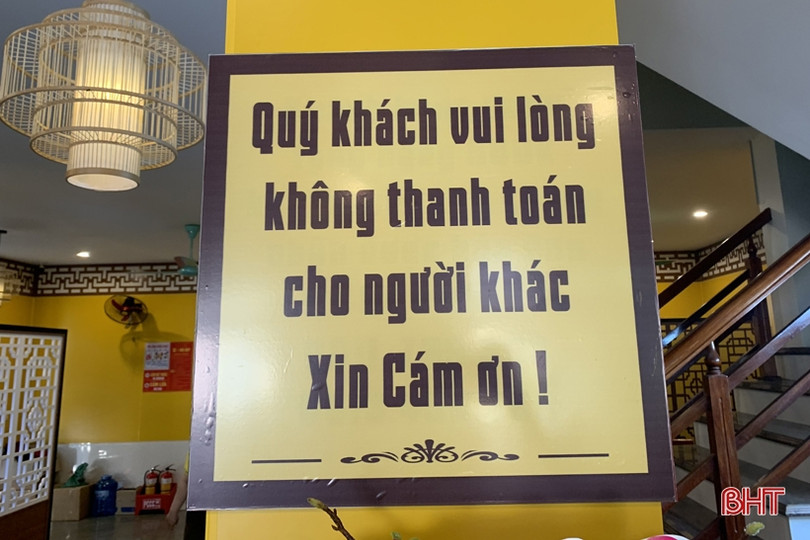 Quý khách vui lòng
không thanh toán
cho người khác
Xin Cám ơn !
BHT